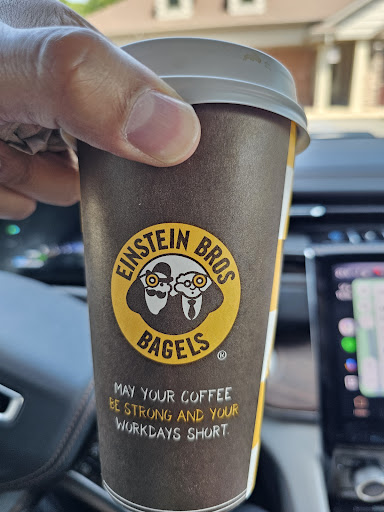 EINSTEIN BROS
BAGELS
®
MAY YOUR COFFEE
BE STRONG AND YOUR
WORKDAYS SHORT.